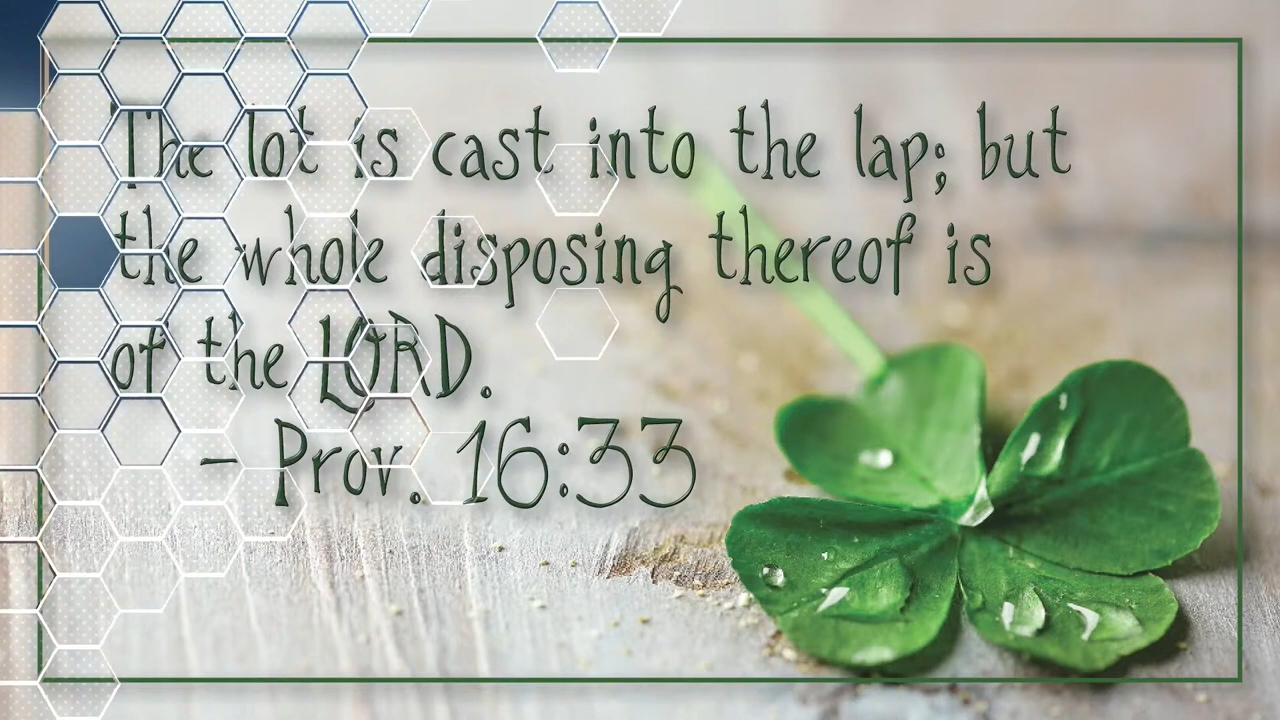 The lot is cast into the lap; but
the whole disposing thereof is
of the LORD.
- Prov. 16:33